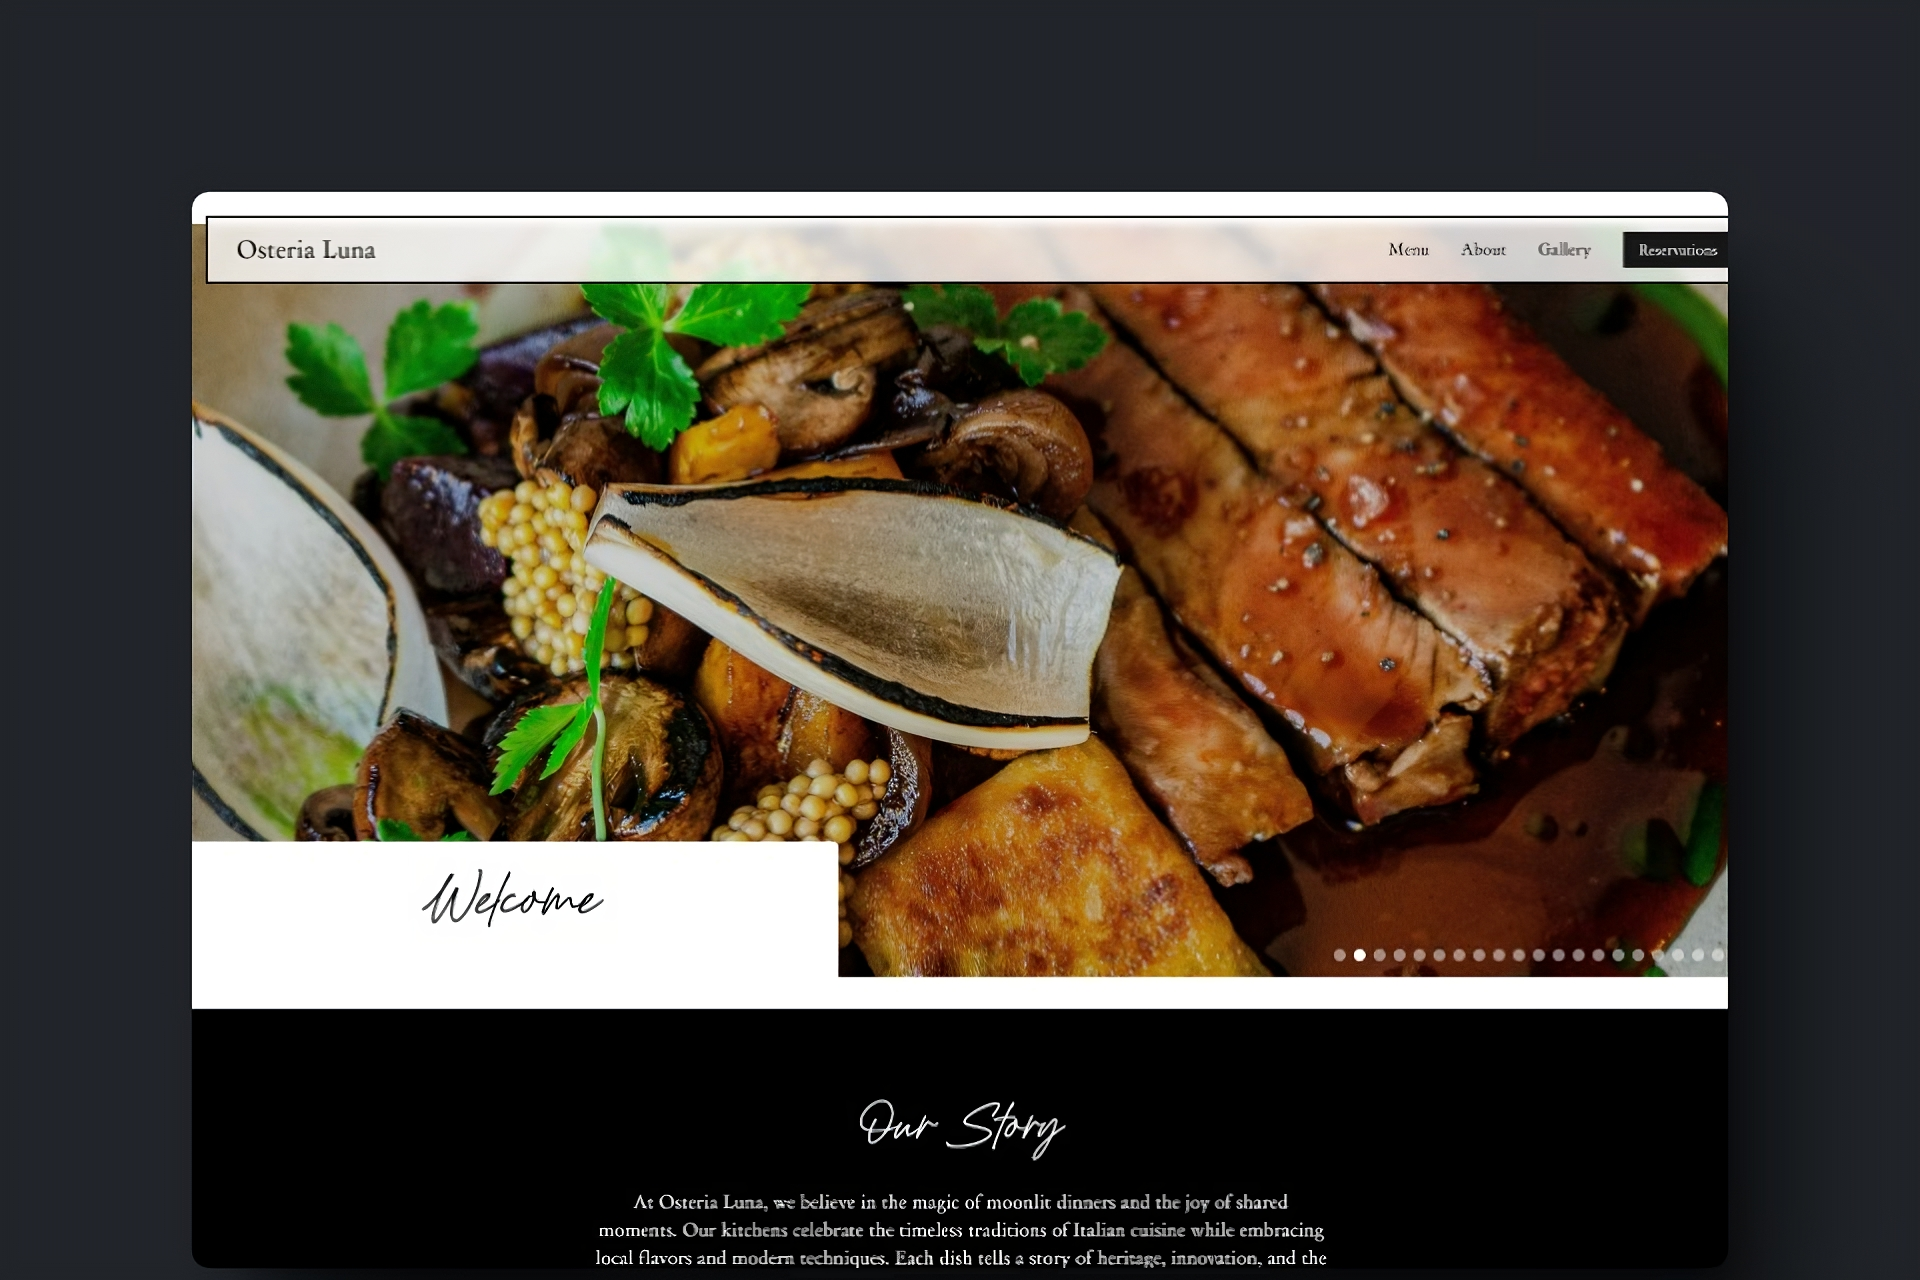 Osteria Luna
Menu About Gallery Reservations
Welcome
Our Story
At Osteria Luna, we believe in the magic of moonlit dinners and the joy of shared
moments. Our kitchens celebrate the timeless traditions of Italian cuisine while embracing
local flavors and modern techniques. Each dish tells a story of heritage, innovation, and the